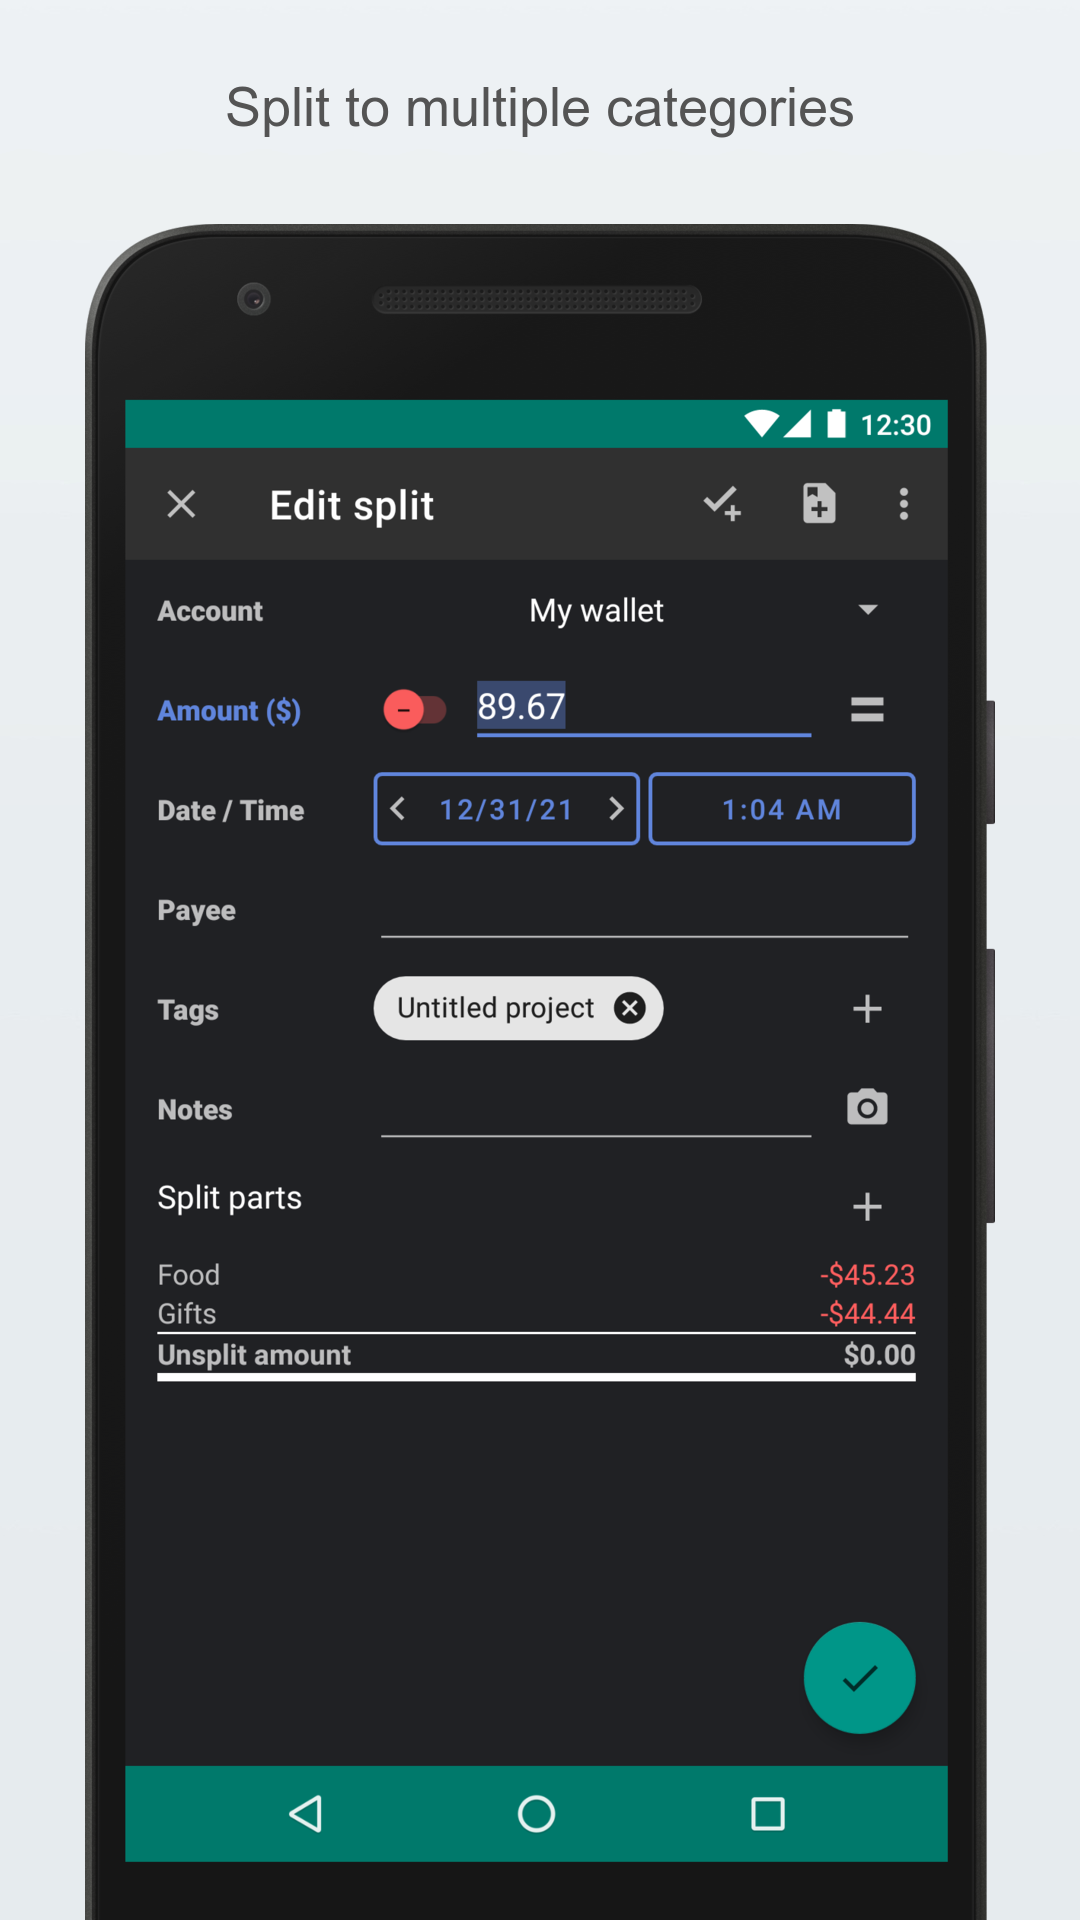 Split to multiple categories
12:30
Edit split
Account My wallet
Amount ($) 89.67
Date / Time 12/31/21 1:04 AM
Payee
Tags Untitled project
Notes
Split parts
Food -$45.23
Gifts -$44.44
Unsplit amount $0.00